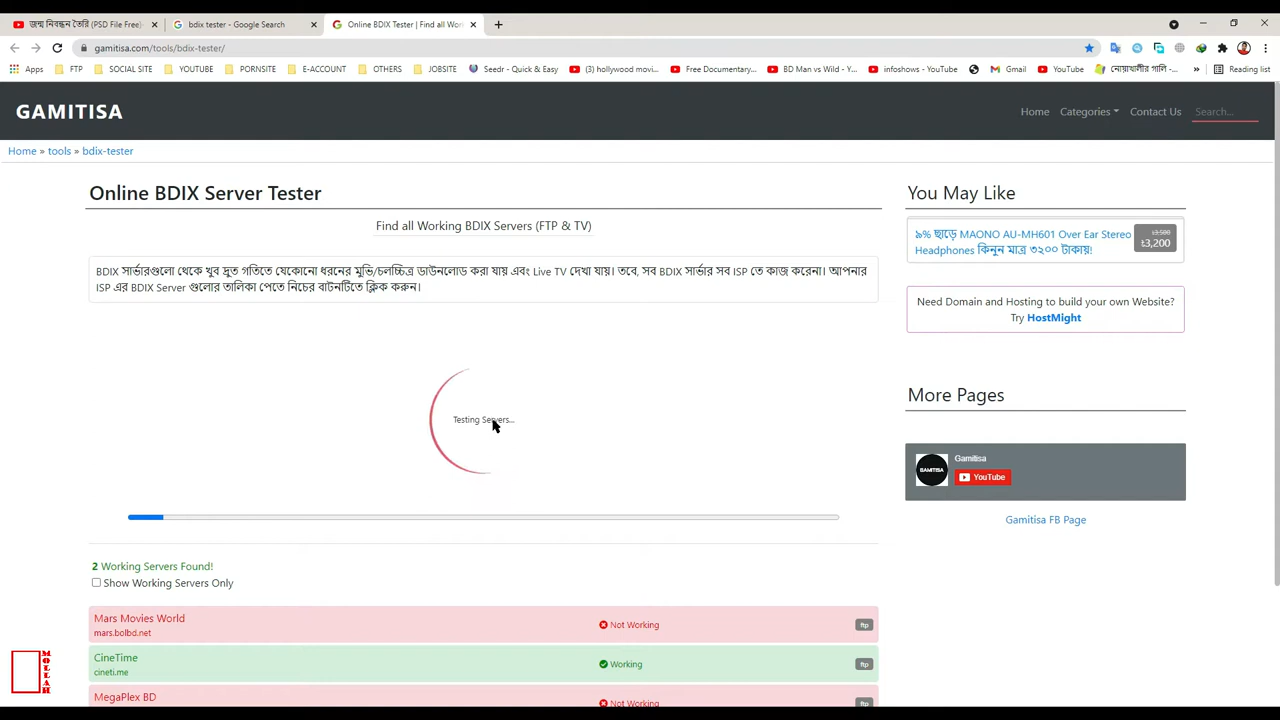 জন্ম নিবন্ধন তৈরি (PSD File Free)
bdix tester - Google Search
Online BDIX Tester | Find all Wor
gamitisa.com/tools/bdix-tester/
Apps FTP SOCIAL SITE YOUTUBE PORNSITE E-ACCOUNT OTHERS JOBSITE Seedr - Quick & Easy (3) hollywood movi... Free Documentary... BD Man vs Wild - Y... infoshows - YouTube Gmail YouTube নোয়াখালীর গালি -... » Reading list
GAMITISA
Home Categories Contact Us Search...
Home » tools » bdix-tester
Online BDIX Server Tester
Find all Working BDIX Servers (FTP & TV)
BDIX সার্ভারগুলো থেকে খুব দ্রুত গতিতে যেকোনো ধরনের মুভি/চলচ্চিত্র ডাউনলোড করা যায় এবং Live TV দেখা যায়। তবে, সব BDIX সার্ভার সব ISP তে কাজ করেনা। আপনার
ISP এর BDIX Server গুলোর তালিকা পেতে নিচের বাটনটিতে ক্লিক করুন।
Testing Servers...
2 Working Servers Found!
Show Working Servers Only
Mars Movies World
mars.bolbd.net
Not Working
ftp
CineTime
cineti.me
Working
ftp
MegaPlex BD
Not Working
ftp
You May Like
৯% ছাড়ে MAONO AU-MH601 Over Ear Stereo
Headphones কিনুন মাত্র ৩২০০ টাকায়!
৳3,500
৳3,200
Need Domain and Hosting to build your own Website?
Try HostMight
More Pages
Gamitisa
GAMITISA
YouTube
Gamitisa FB Page
MOLLAH